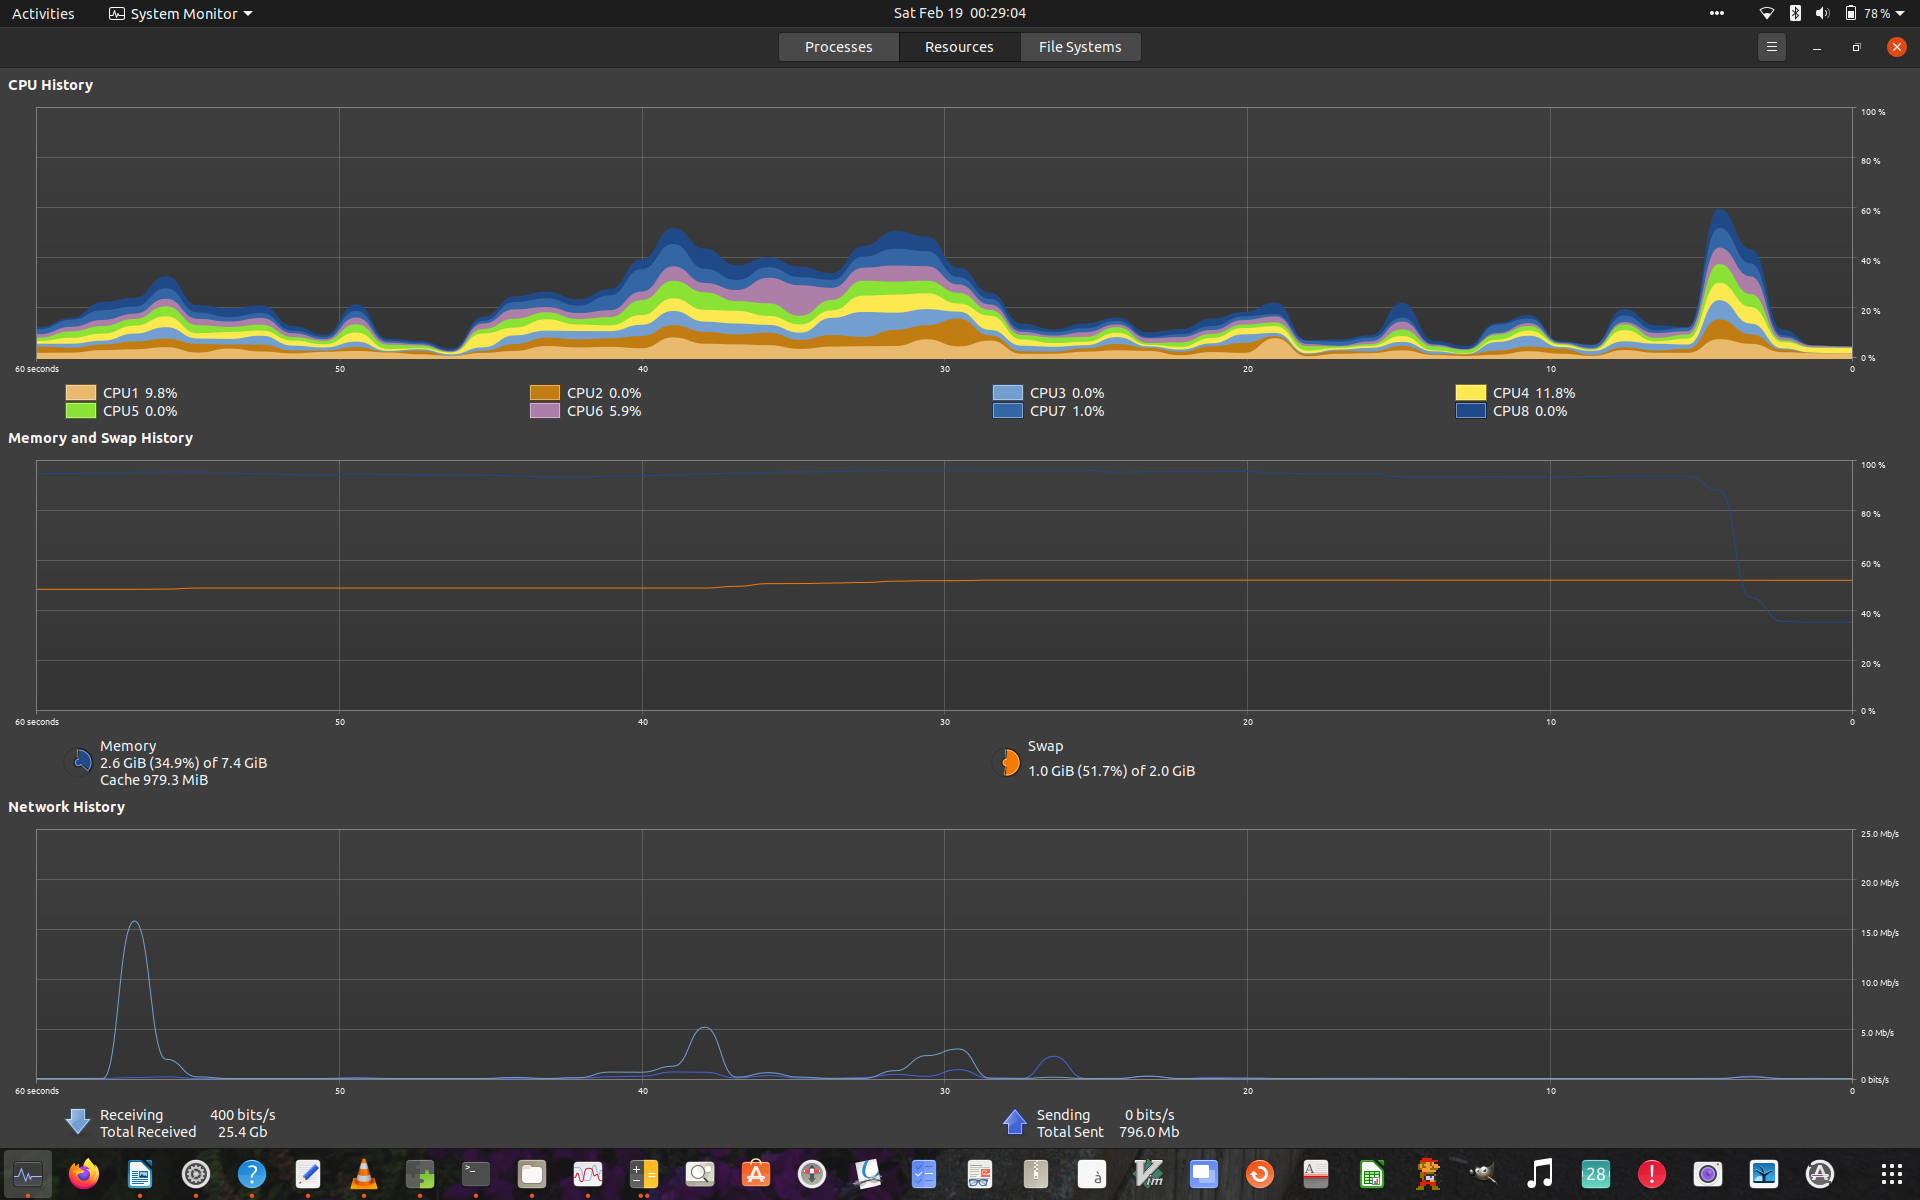 Activities System Monitor Sat Feb 19 00:29:04 78 %
Processes Resources File Systems
CPU History
100 %
80 %
60 %
40 %
20 %
0 %
60 seconds 50 40 30 20 10 0
CPU1 9.8% CPU2 0.0% CPU3 0.0% CPU4 11.8%
CPU5 0.0% CPU6 5.9% CPU7 1.0% CPU8 0.0%
Memory and Swap History
100 %
80 %
60 %
40 %
20 %
0 %
60 seconds 50 40 30 20 10 0
Memory
2.6 GiB (34.9%) of 7.4 GiB
Cache 979.3 MiB
Swap
1.0 GiB (51.7%) of 2.0 GiB
Network History
25.0 Mb/s
20.0 Mb/s
15.0 Mb/s
10.0 Mb/s
5.0 Mb/s
0 bits/s
60 seconds 50 40 30 20 10 0
Receiving 400 bits/s
Total Received 25.4 Gb
Sending 0 bits/s
Total Sent 796.0 Mb
? >_ à Vim A 28 !